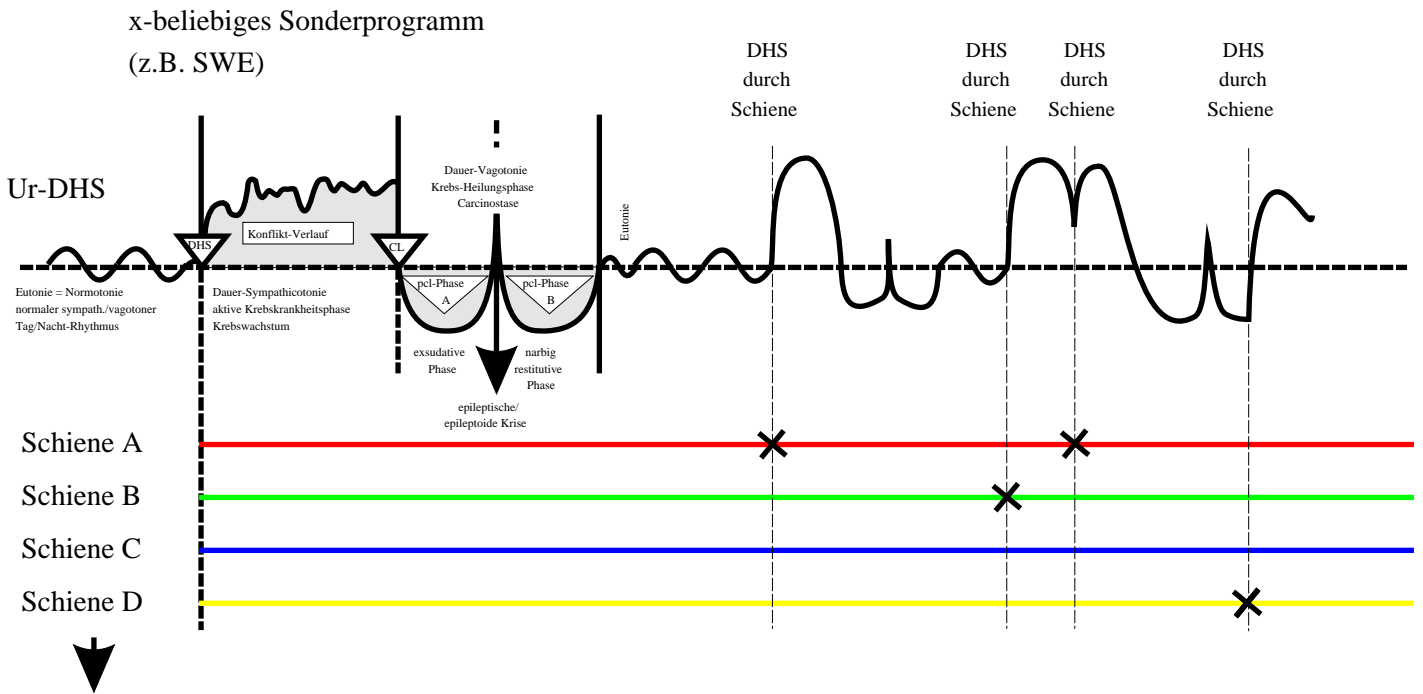 x-beliebiges Sonderprogramm
(z.B. SWE)
DHS
durch
Schiene
DHS
durch
Schiene
DHS
durch
Schiene
DHS
durch
Schiene
Ur-DHS
Dauer-Vagotonie
Krebs-Heilungsphase
Carcinostase
Eutonie
Konflikt-Verlauf
DHS
CL
pcl-Phase
A
pcl-Phase
B
Eutonie = Normotonie
normaler sympath./vagotoner
Tag/Nacht-Rhythmus
Dauer-Sympathicotonie
aktive Krebskrankheitsphase
Krebswachstum
exsudative
Phase
narbig
restitutive
Phase
epileptische/
epileptoide Krise
Schiene A
Schiene B
Schiene C
Schiene D